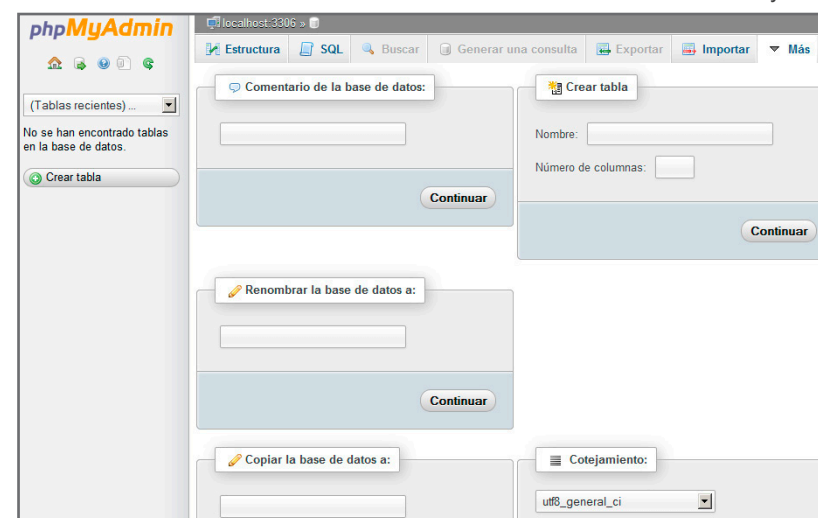 phpMyAdmin
localhost:3306 »
Estructura SQL Buscar Generar una consulta Exportar Importar Más
(Tablas recientes) ...
No se han encontrado tablas
en la base de datos.
Crear tabla
Comentario de la base de datos:
Continuar
Crear tabla
Nombre:
Número de columnas:
Continuar
Renombrar la base de datos a:
Continuar
Copiar la base de datos a:
Cotejamiento:
utf8_general_ci